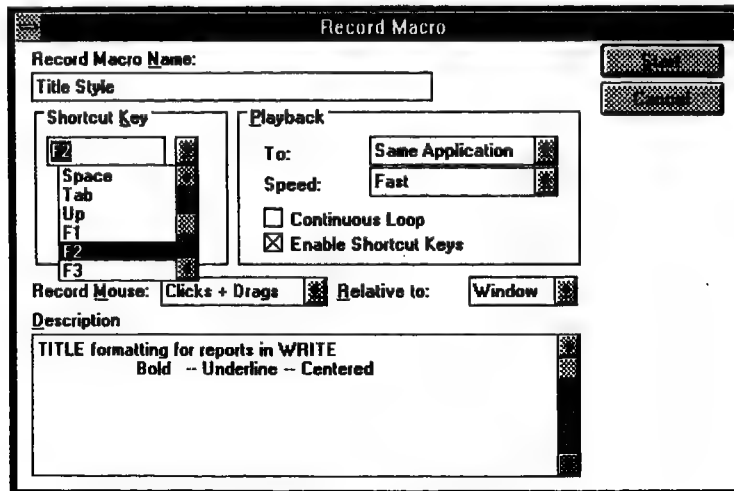 Record Macro
Record Macro Name:
Title Style
Start
Cancel
Shortcut Key
F2
Space
Tab
Up
F1
F2
F3
Playback
To: Same Application
Speed: Fast
Continuous Loop
Enable Shortcut Keys
Record Mouse: Clicks + Drags Relative to: Window
Description
TITLE formatting for reports in WRITE
Bold -- Underline -- Centered